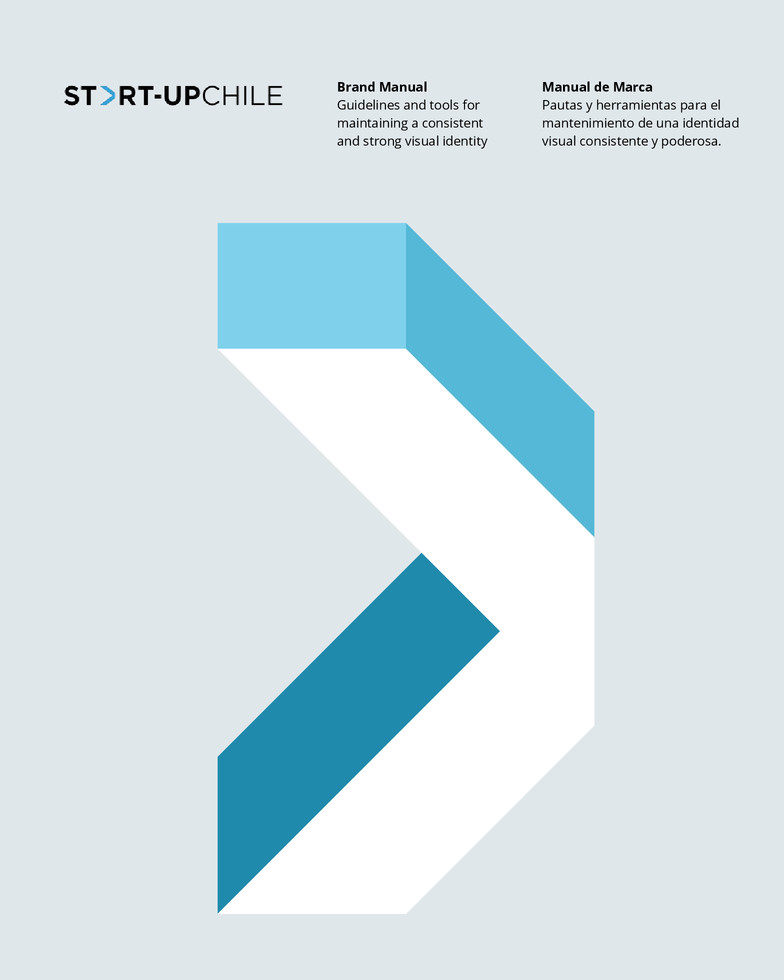 ST>RT-UPCHILE
Brand Manual
Guidelines and tools for
maintaining a consistent
and strong visual identity
Manual de Marca
Pautas y herramientas para el
mantenimiento de una identidad
visual consistente y poderosa.